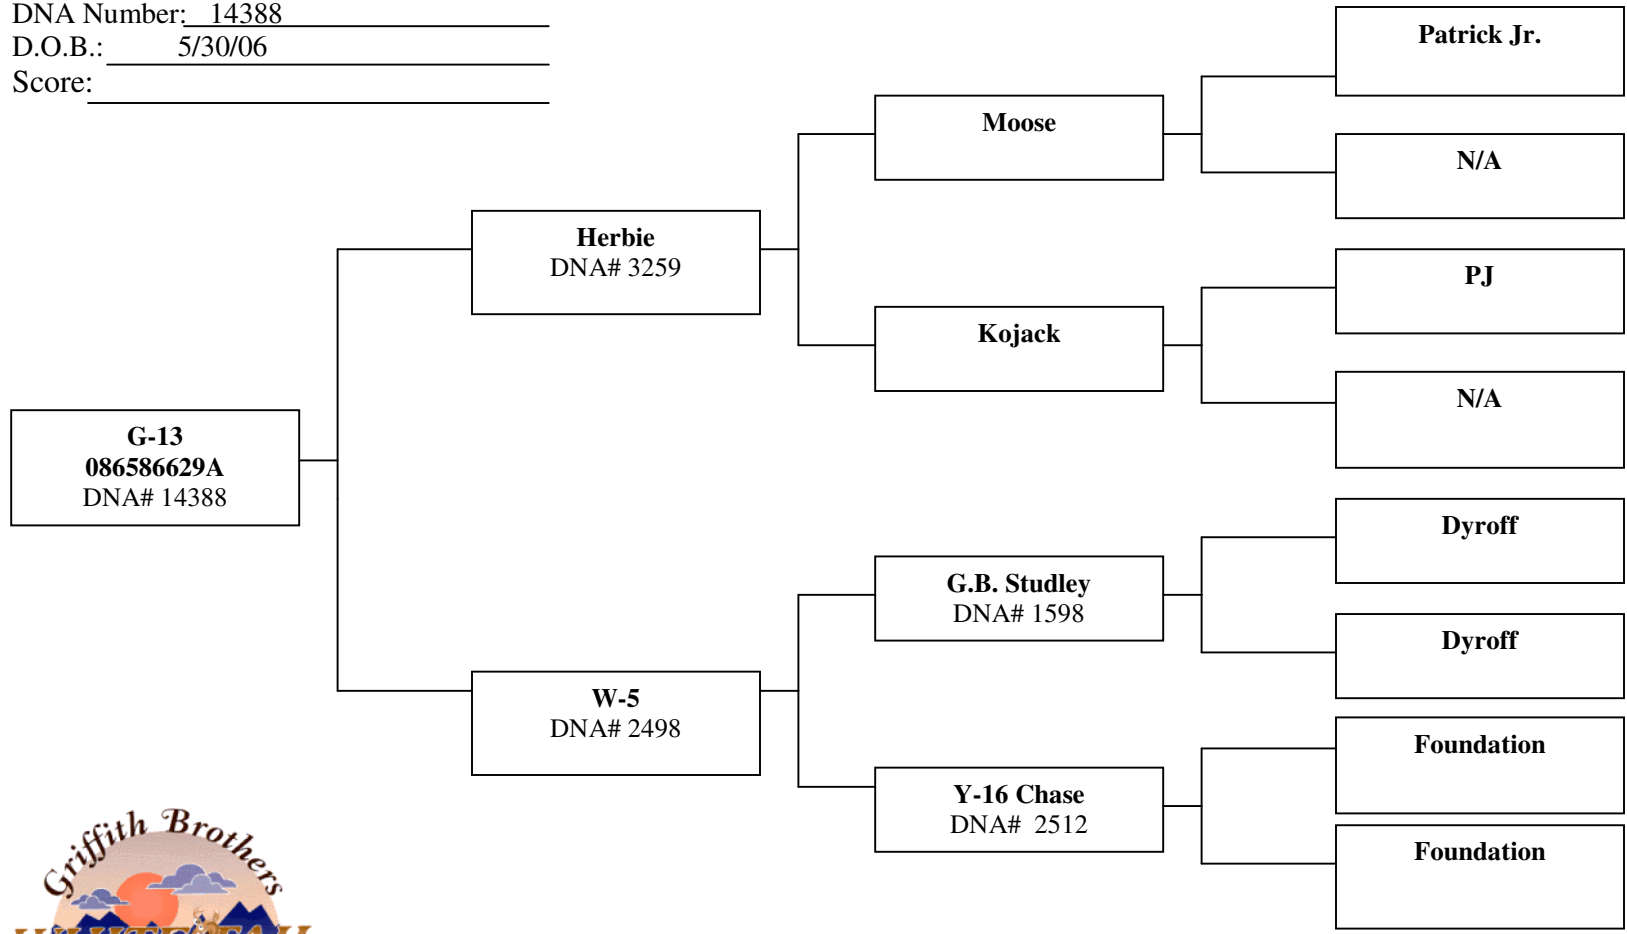 DNA Number: 14388
D.O.B.: 5/30/06
Score:
Patrick Jr.
Moose
N/A
Herbie
DNA# 3259
PJ
Kojack
N/A
G-13
086586629A
DNA# 14388
Dyroff
G.B. Studley
DNA# 1598
Dyroff
W-5
DNA# 2498
Foundation
Y-16 Chase
DNA# 2512
Foundation
Griffith Brothers